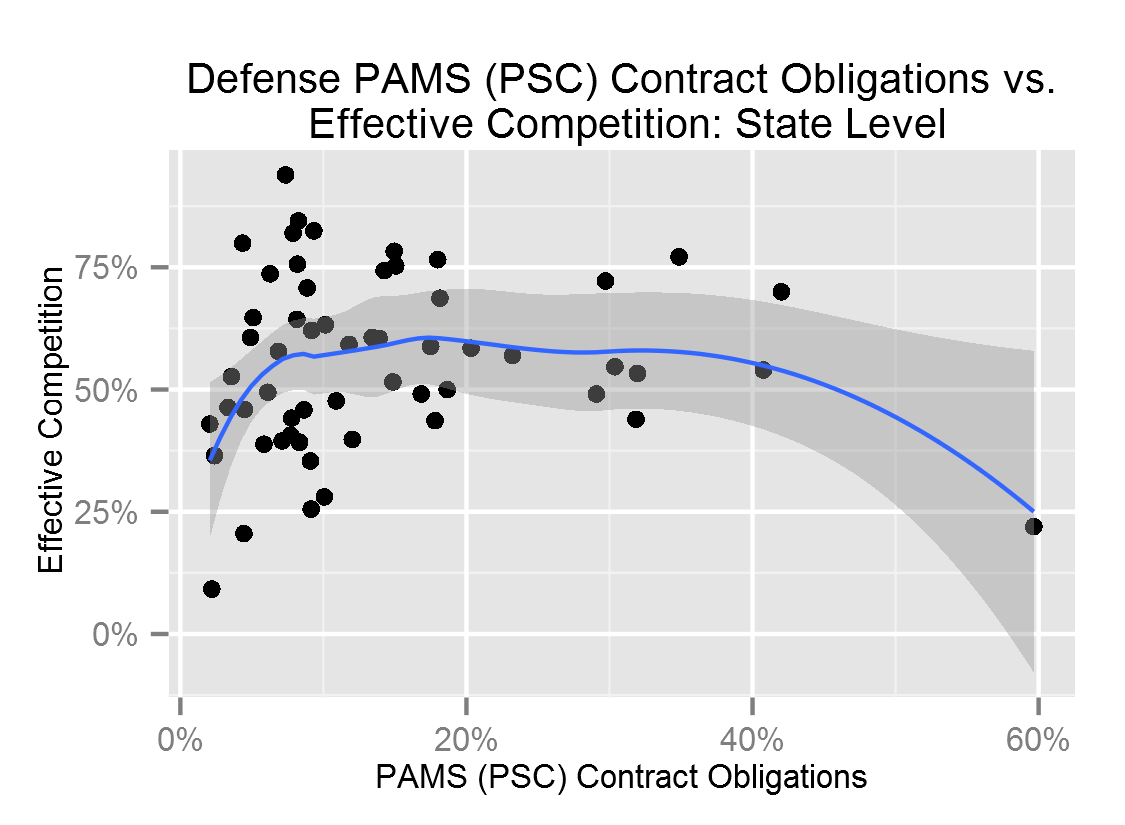 Defense PAMS (PSC) Contract Obligations vs.
Effective Competition: State Level
Effective Competition
75%
50%
25%
0%
0%
20%
40%
60%
PAMS (PSC) Contract Obligations